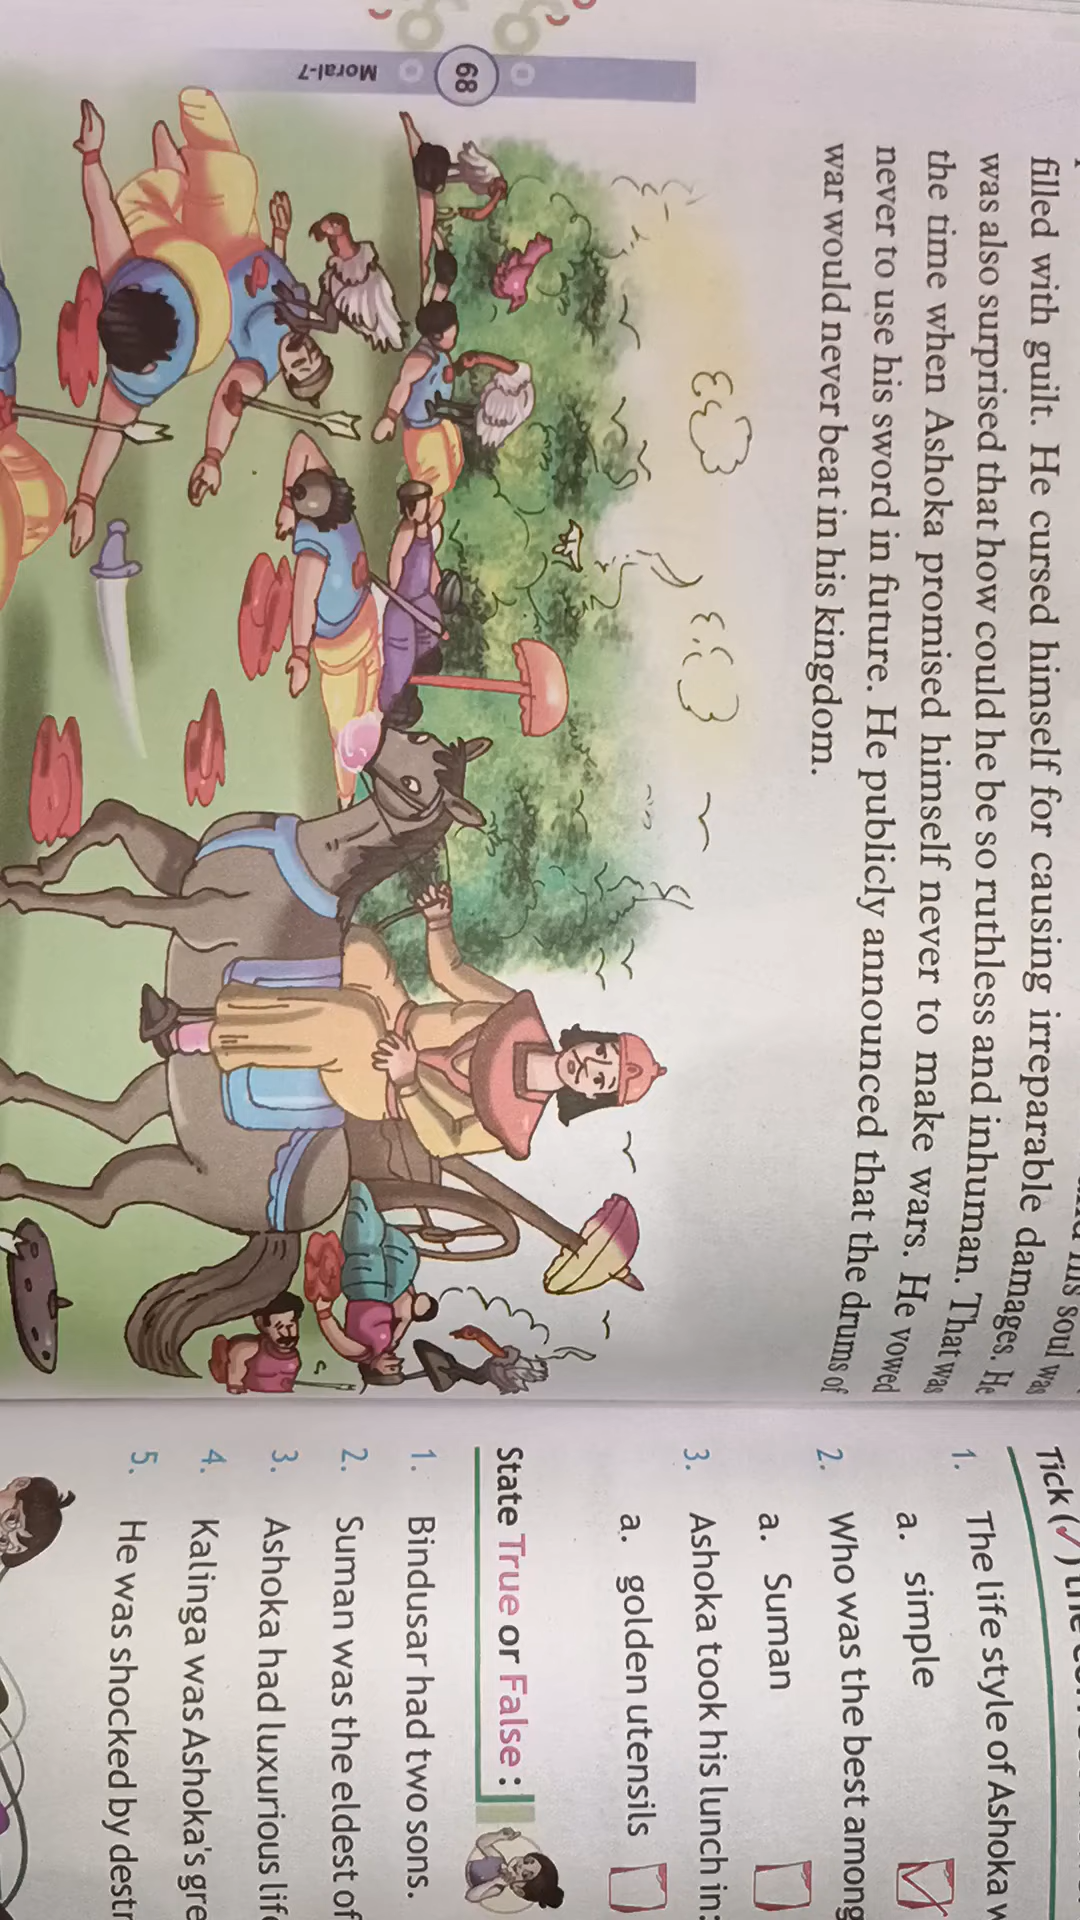 soul was
filled with guilt. He cursed himself for causing irreparable damages. He
was also surprised that how could he be so ruthless and inhuman. That was
the time when Ashoka promised himself never to make wars. He vowed
never to use his sword in future. He publicly announced that the drums of
war would never beat in his kingdom.
68
Moral-7
Tick (✓)
1. The life style of Ashoka
a. simple
2. Who was the best among
a. Suman
3. Ashoka took his lunch in:
a. golden utensils
State True or False :
1. Bindusar had two sons.
2. Suman was the eldest of
3. Ashoka had luxurious
4. Kalinga was Ashoka's
5. He was shocked by